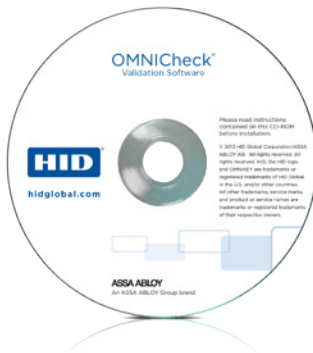 OMNICheck®
Validation Software
Please read instructions
contained on this CD-ROM
before installation.
© 2013 HID Global Corporation/ASSA
ABLOY AB. All rights reserved. All
rights reserved. HID, the HID logo,
and OMNIKEY are trademarks or
registered trademarks of HID Global
in the U.S. and/or other countries.
All other trademarks, service marks,
and product or service names are
trademarks or registered trademarks
of their respective owners.
HID
hidglobal.com
ASSA ABLOY
An ASSA ABLOY Group brand